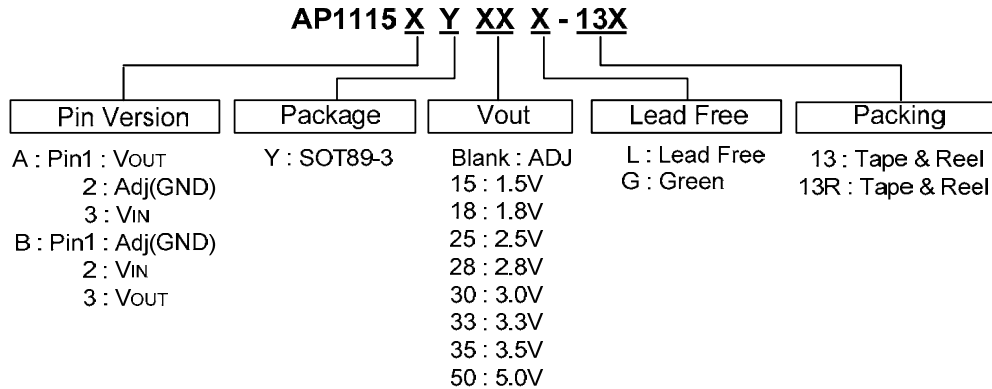 AP1115 X Y XX X - 13X
Pin Version
Package
Vout
Lead Free
Packing
A : Pin1 : VOUT
2 : Adj(GND)
3 : VIN
B : Pin1 : Adj(GND)
2 : VIN
3 : VOUT
Y : SOT89-3
Blank : ADJ
15 : 1.5V
18 : 1.8V
25 : 2.5V
28 : 2.8V
30 : 3.0V
33 : 3.3V
35 : 3.5V
50 : 5.0V
L : Lead Free
G : Green
13 : Tape & Reel
13R : Tape & Reel